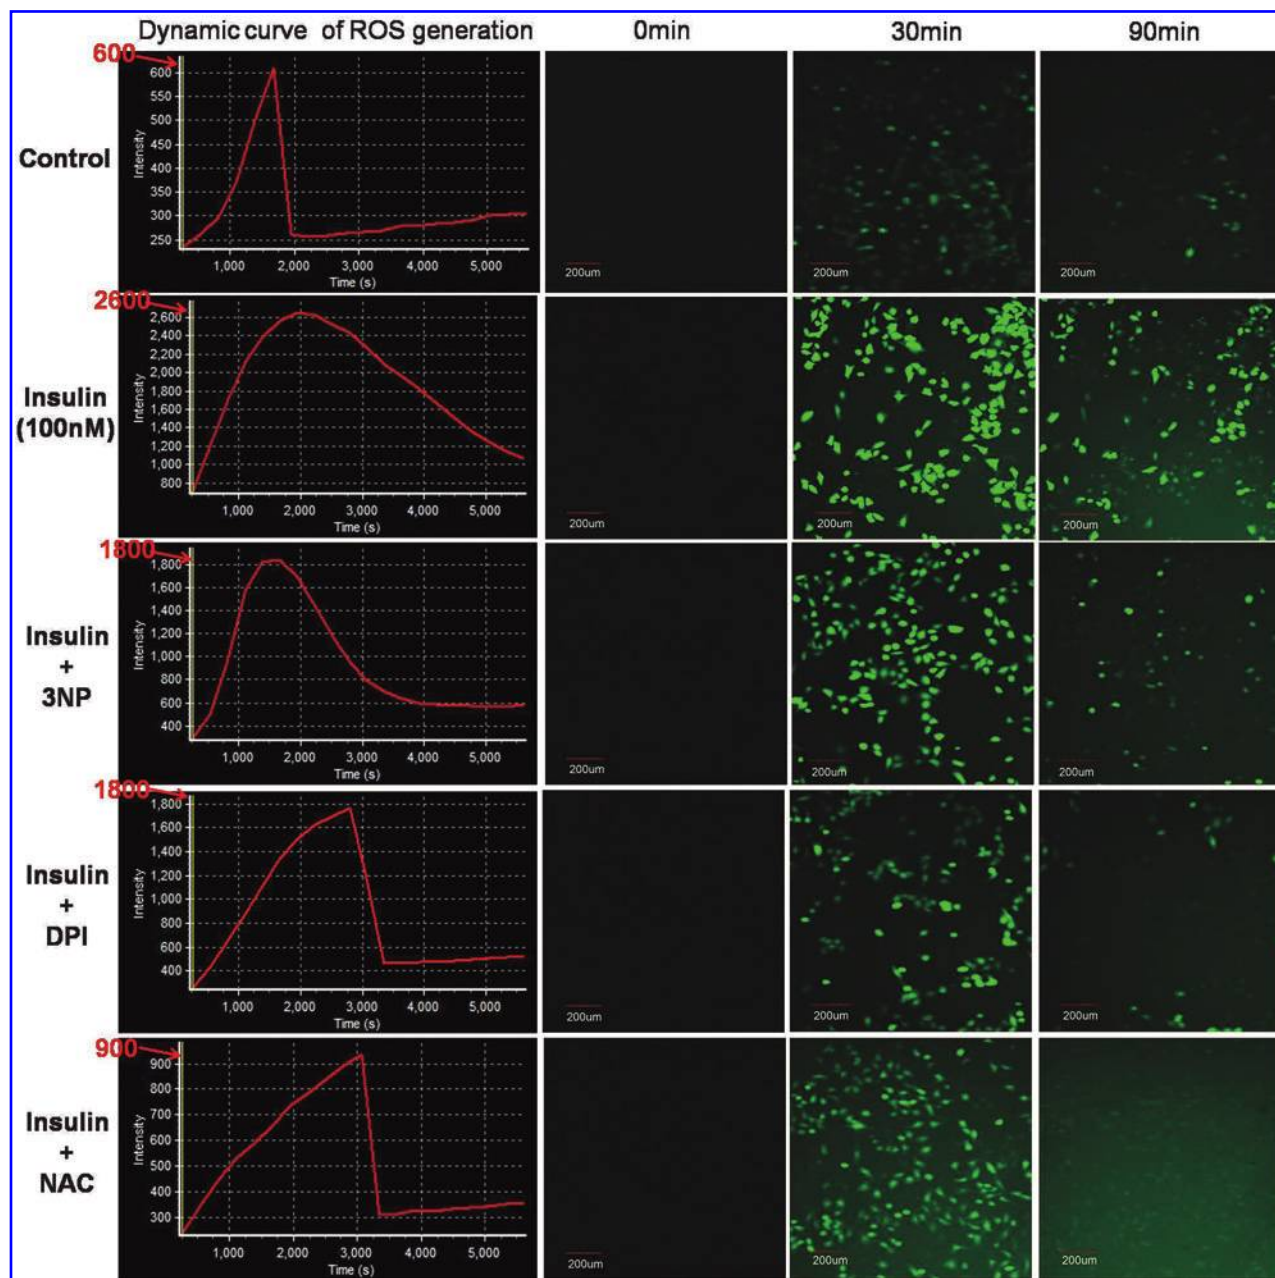 Dynamic curve of ROS generation 0min 30min 90min
Control
600
600
550
500
450
400
350
300
250
Intensity
1,000 2,000 3,000 4,000 5,000
Time (s)
200um 200um 200um
Insulin
(100nM)
2600
2,600
2,400
2,200
2,000
1,800
1,600
1,400
1,200
1,000
800
Intensity
1,000 2,000 3,000 4,000 5,000
Time (s)
200um 200um 200um
Insulin
+
3NP
1800
1,800
1,600
1,400
1,200
1,000
800
600
400
Intensity
1,000 2,000 3,000 4,000 5,000
Time (s)
200um 200um 200um
Insulin
+
DPI
1800
1,800
1,600
1,400
1,200
1,000
800
600
400
Intensity
1,000 2,000 3,000 4,000 5,000
Time (s)
200um 200um 200um
Insulin
+
NAC
900
900
800
700
600
500
400
300
Intensity
1,000 2,000 3,000 4,000 5,000
Time (s)
200um 200um 200um